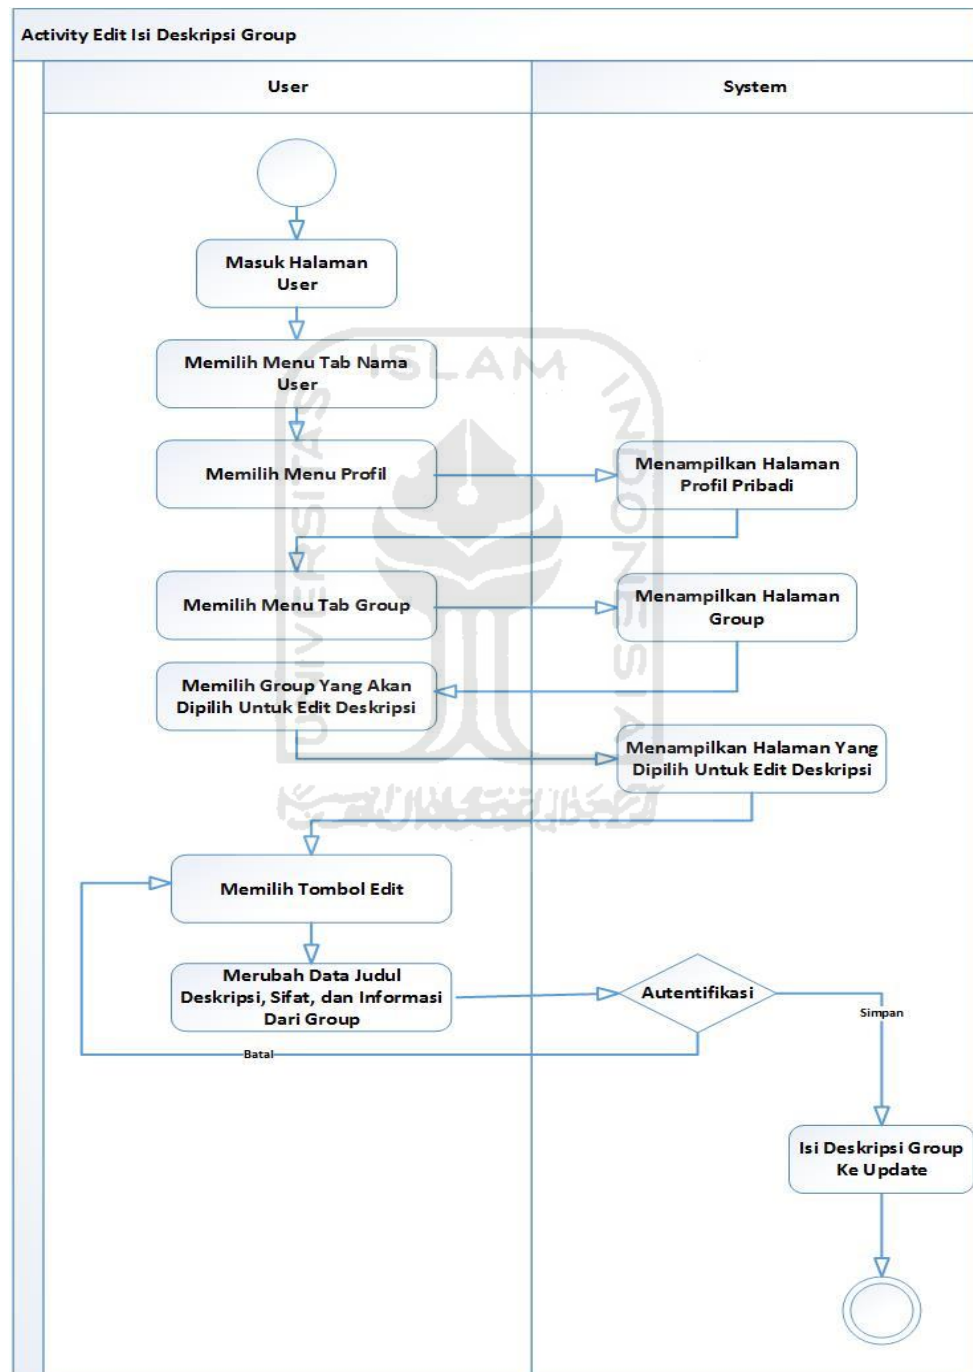 Activity Edit Isi Deskripsi Group
User
System
Masuk Halaman
User
Memilih Menu Tab Nama
User
Memilih Menu Profil
Menampilkan Halaman
Profil Pribadi
Memilih Menu Tab Group
Menampilkan Halaman
Group
Memilih Group Yang Akan
Dipilih Untuk Edit Deskripsi
Menampilkan Halaman Yang
Dipilih Untuk Edit Deskripsi
Memilih Tombol Edit
Merubah Data Judul
Deskripsi, Sifat, dan Informasi
Dari Group
Autentifikasi
Simpan
Batal
Isi Deskripsi Group
Ke Update
UNIVERSITAS
ISLAM
INDONESIA